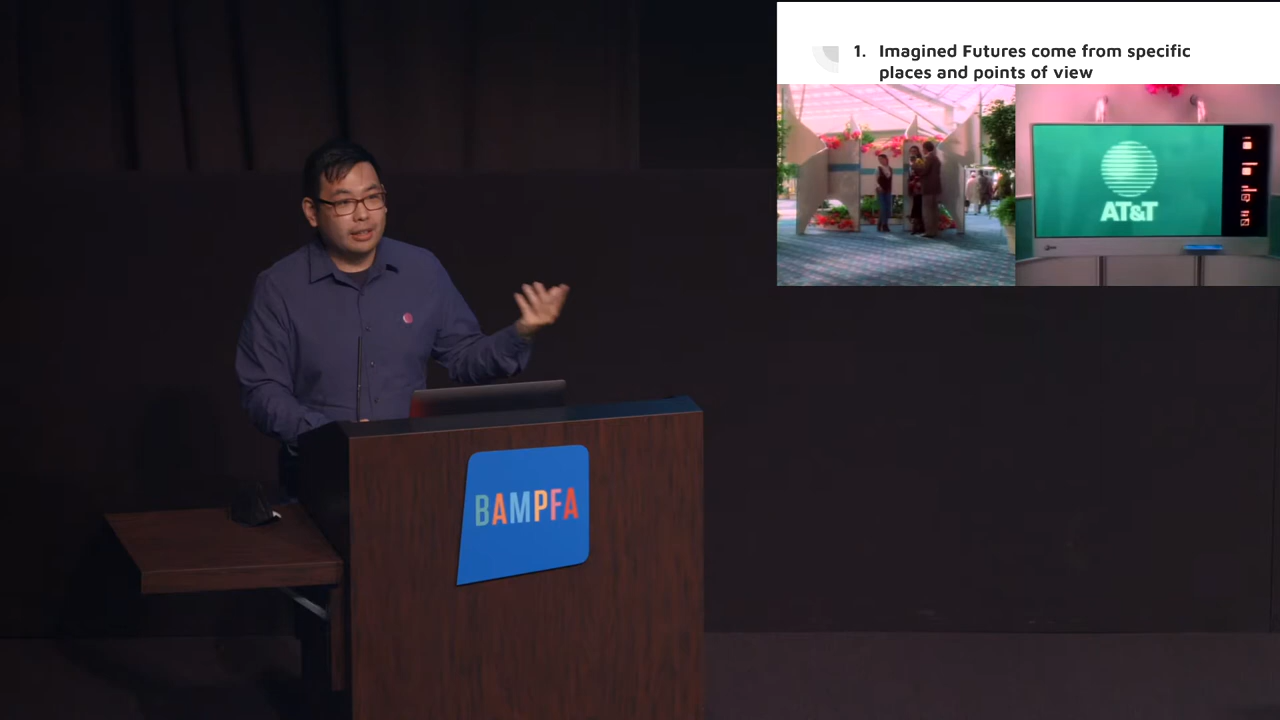 1. Imagined Futures come from specific
places and points of view
AT&T
BAMPFA